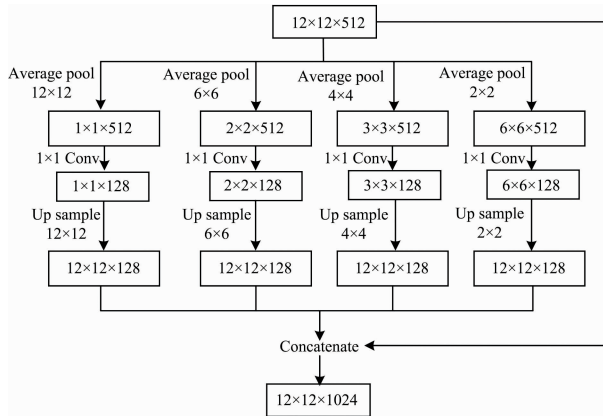 12×12×512
Average pool
12×12
Average pool
6×6
Average pool
4×4
Average pool
2×2
1×1×512
2×2×512
3×3×512
6×6×512
1×1 Conv
1×1 Conv
1×1 Conv
1×1 Conv
1×1×128
2×2×128
3×3×128
6×6×128
Up sample
12×12
Up sample
6×6
Up sample
4×4
Up sample
2×2
12×12×128
12×12×128
12×12×128
12×12×128
Concatenate
12×12×1024